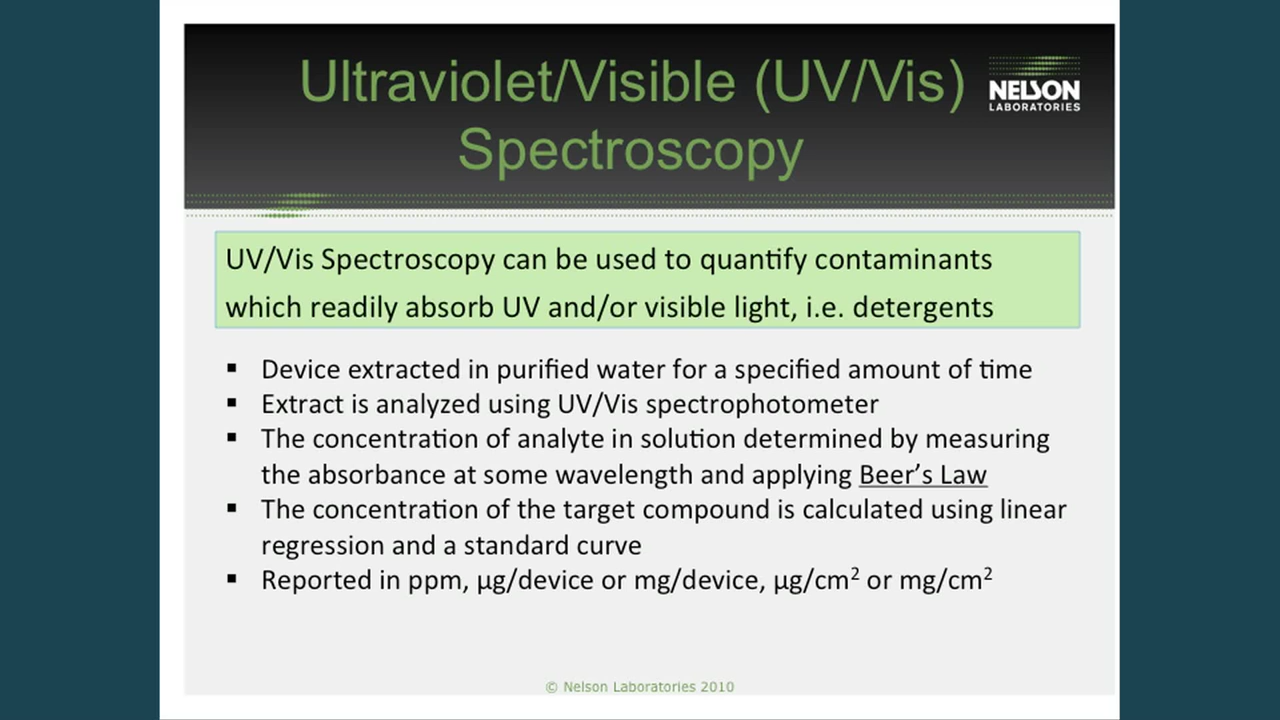 Ultraviolet/Visible (UV/Vis)
Spectroscopy
NELSON
LABORATORIES
UV/Vis Spectroscopy can be used to quantify contaminants
which readily absorb UV and/or visible light, i.e. detergents
▪ Device extracted in purified water for a specified amount of time
▪ Extract is analyzed using UV/Vis spectrophotometer
▪ The concentration of analyte in solution determined by measuring
the absorbance at some wavelength and applying Beer’s Law
▪ The concentration of the target compound is calculated using linear
regression and a standard curve
▪ Reported in ppm, µg/device or mg/device, µg/cm² or mg/cm²
© Nelson Laboratories 2010